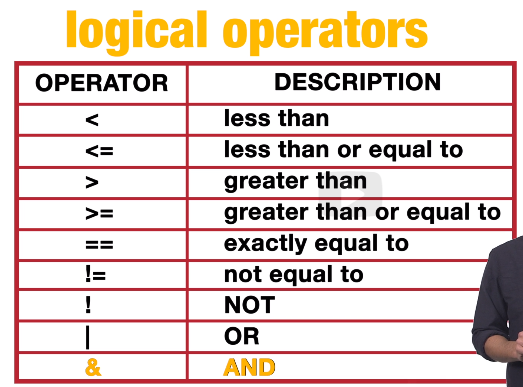 logical operators
OPERATOR DESCRIPTION
< less than
<= less than or equal to
> greater than
>= greater than or equal to
== exactly equal to
!= not equal to
! NOT
| OR
& AND